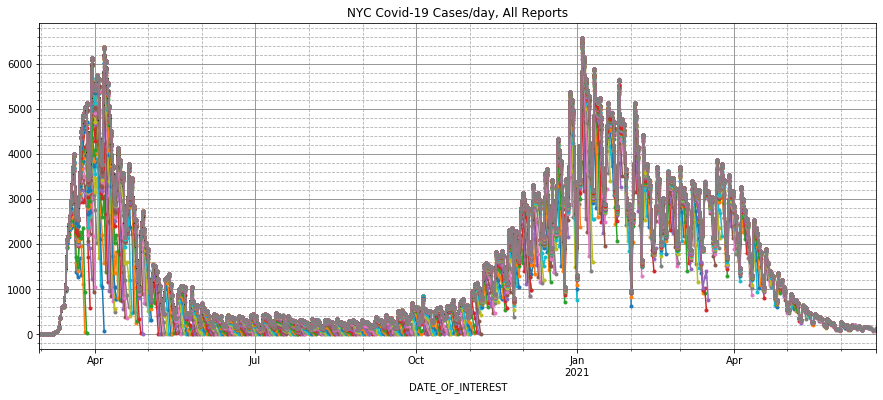 NYC Covid-19 Cases/day, All Reports
6000
5000
4000
3000
2000
1000
0
Apr
Jul
Oct
Jan
2021
Apr
DATE_OF_INTEREST